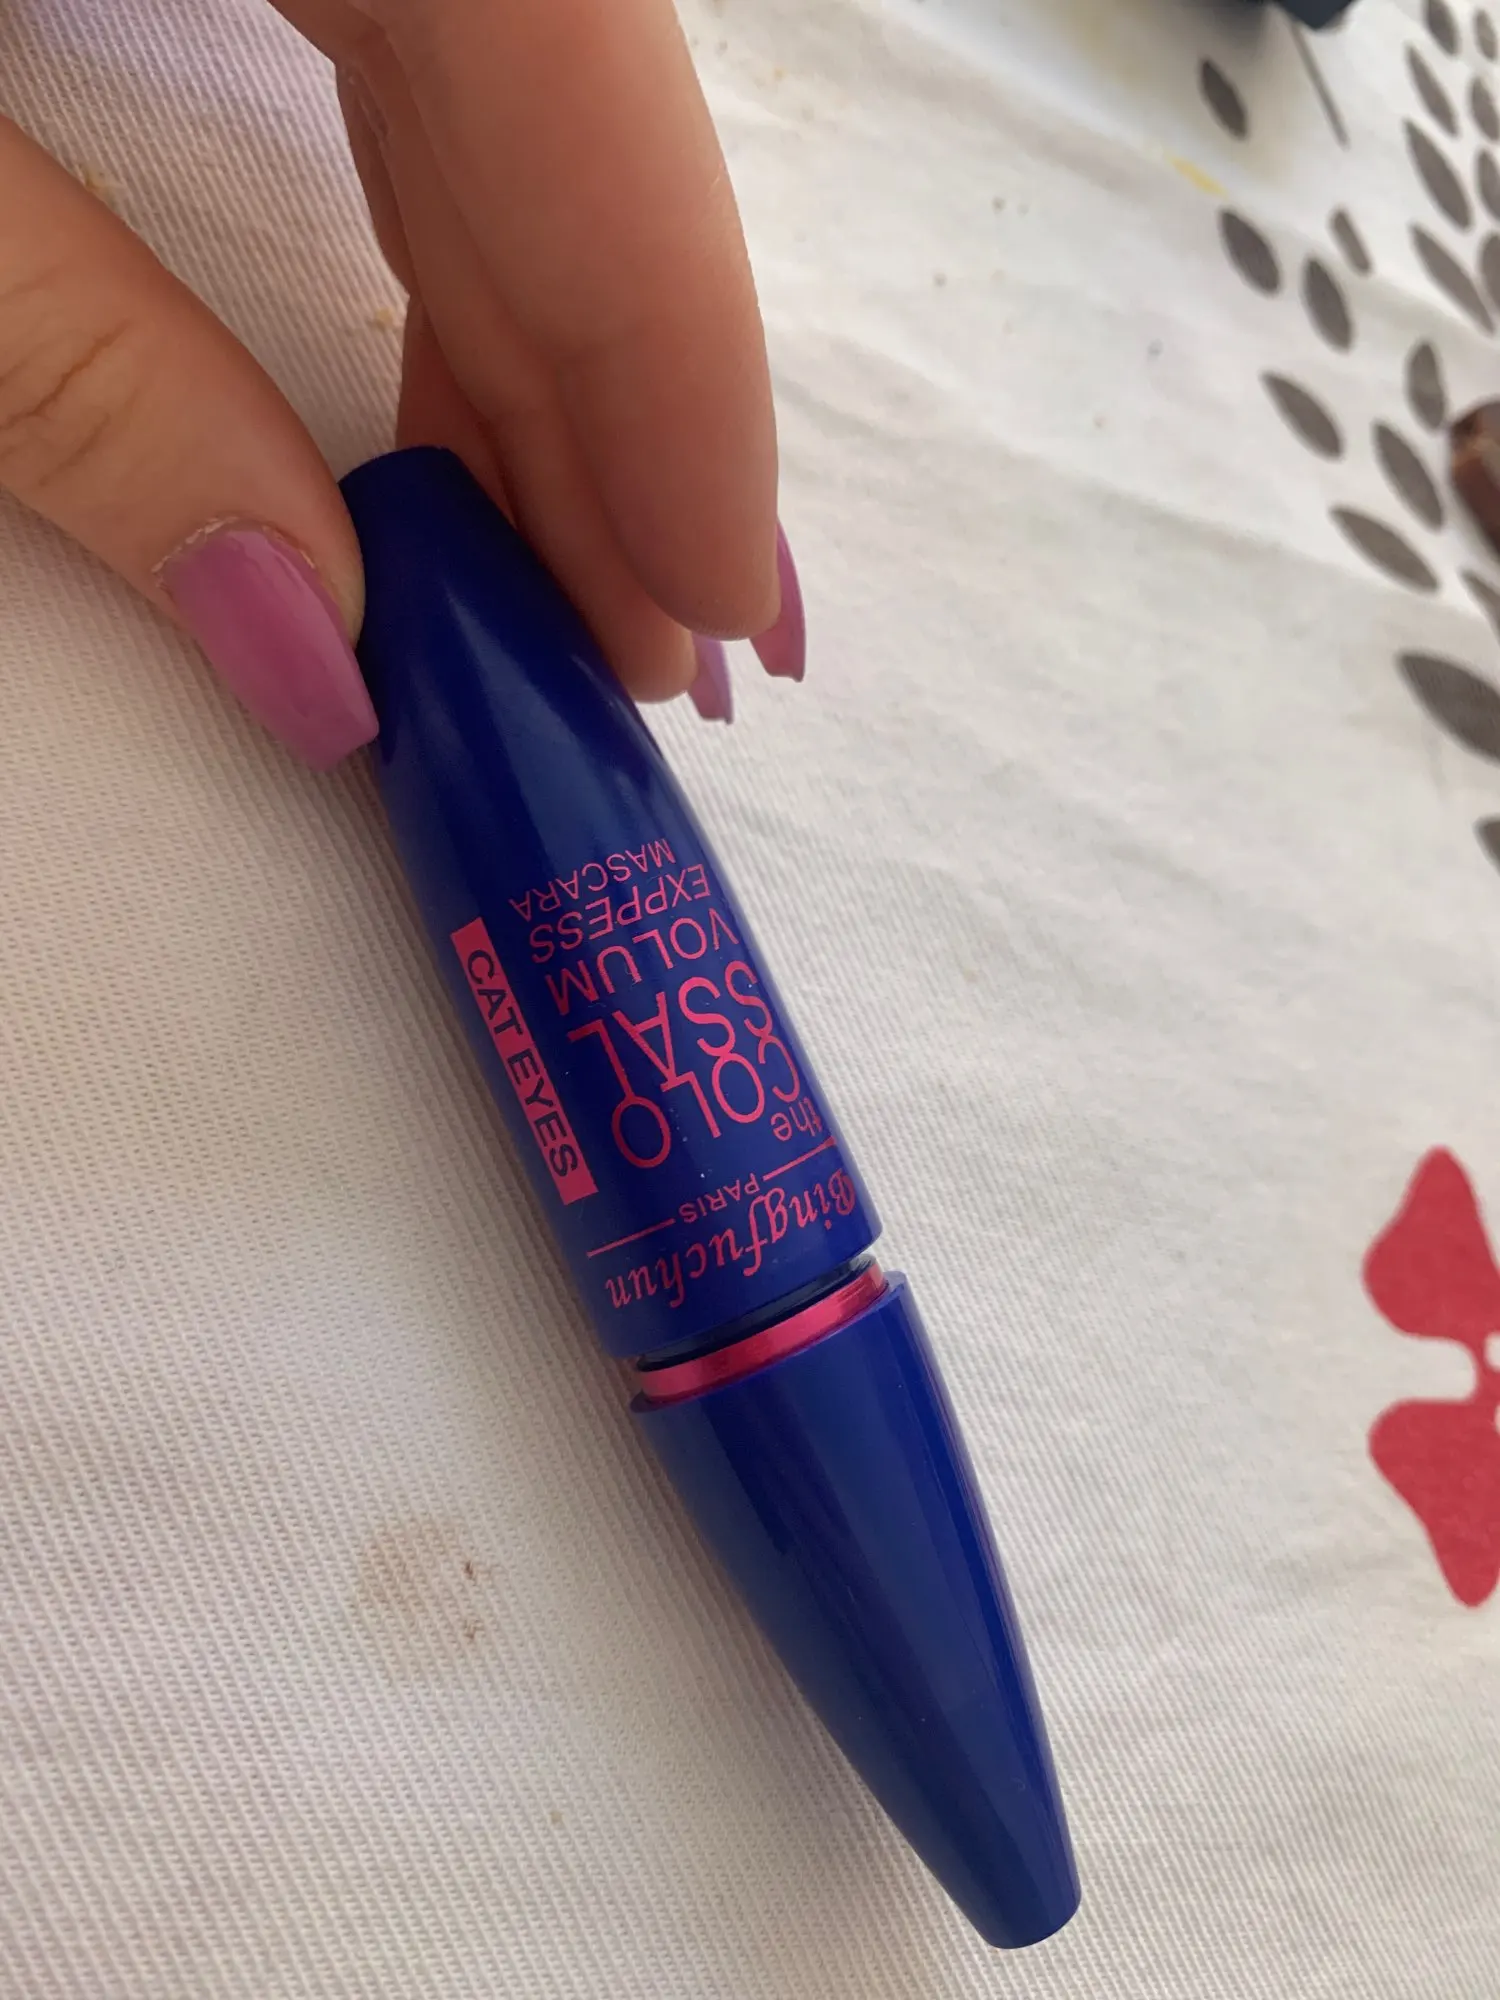 Bingfuchun
PARIS
the
COLO
SSAL
VOLUM
EXPPESS
MASCARA
CAT EYES